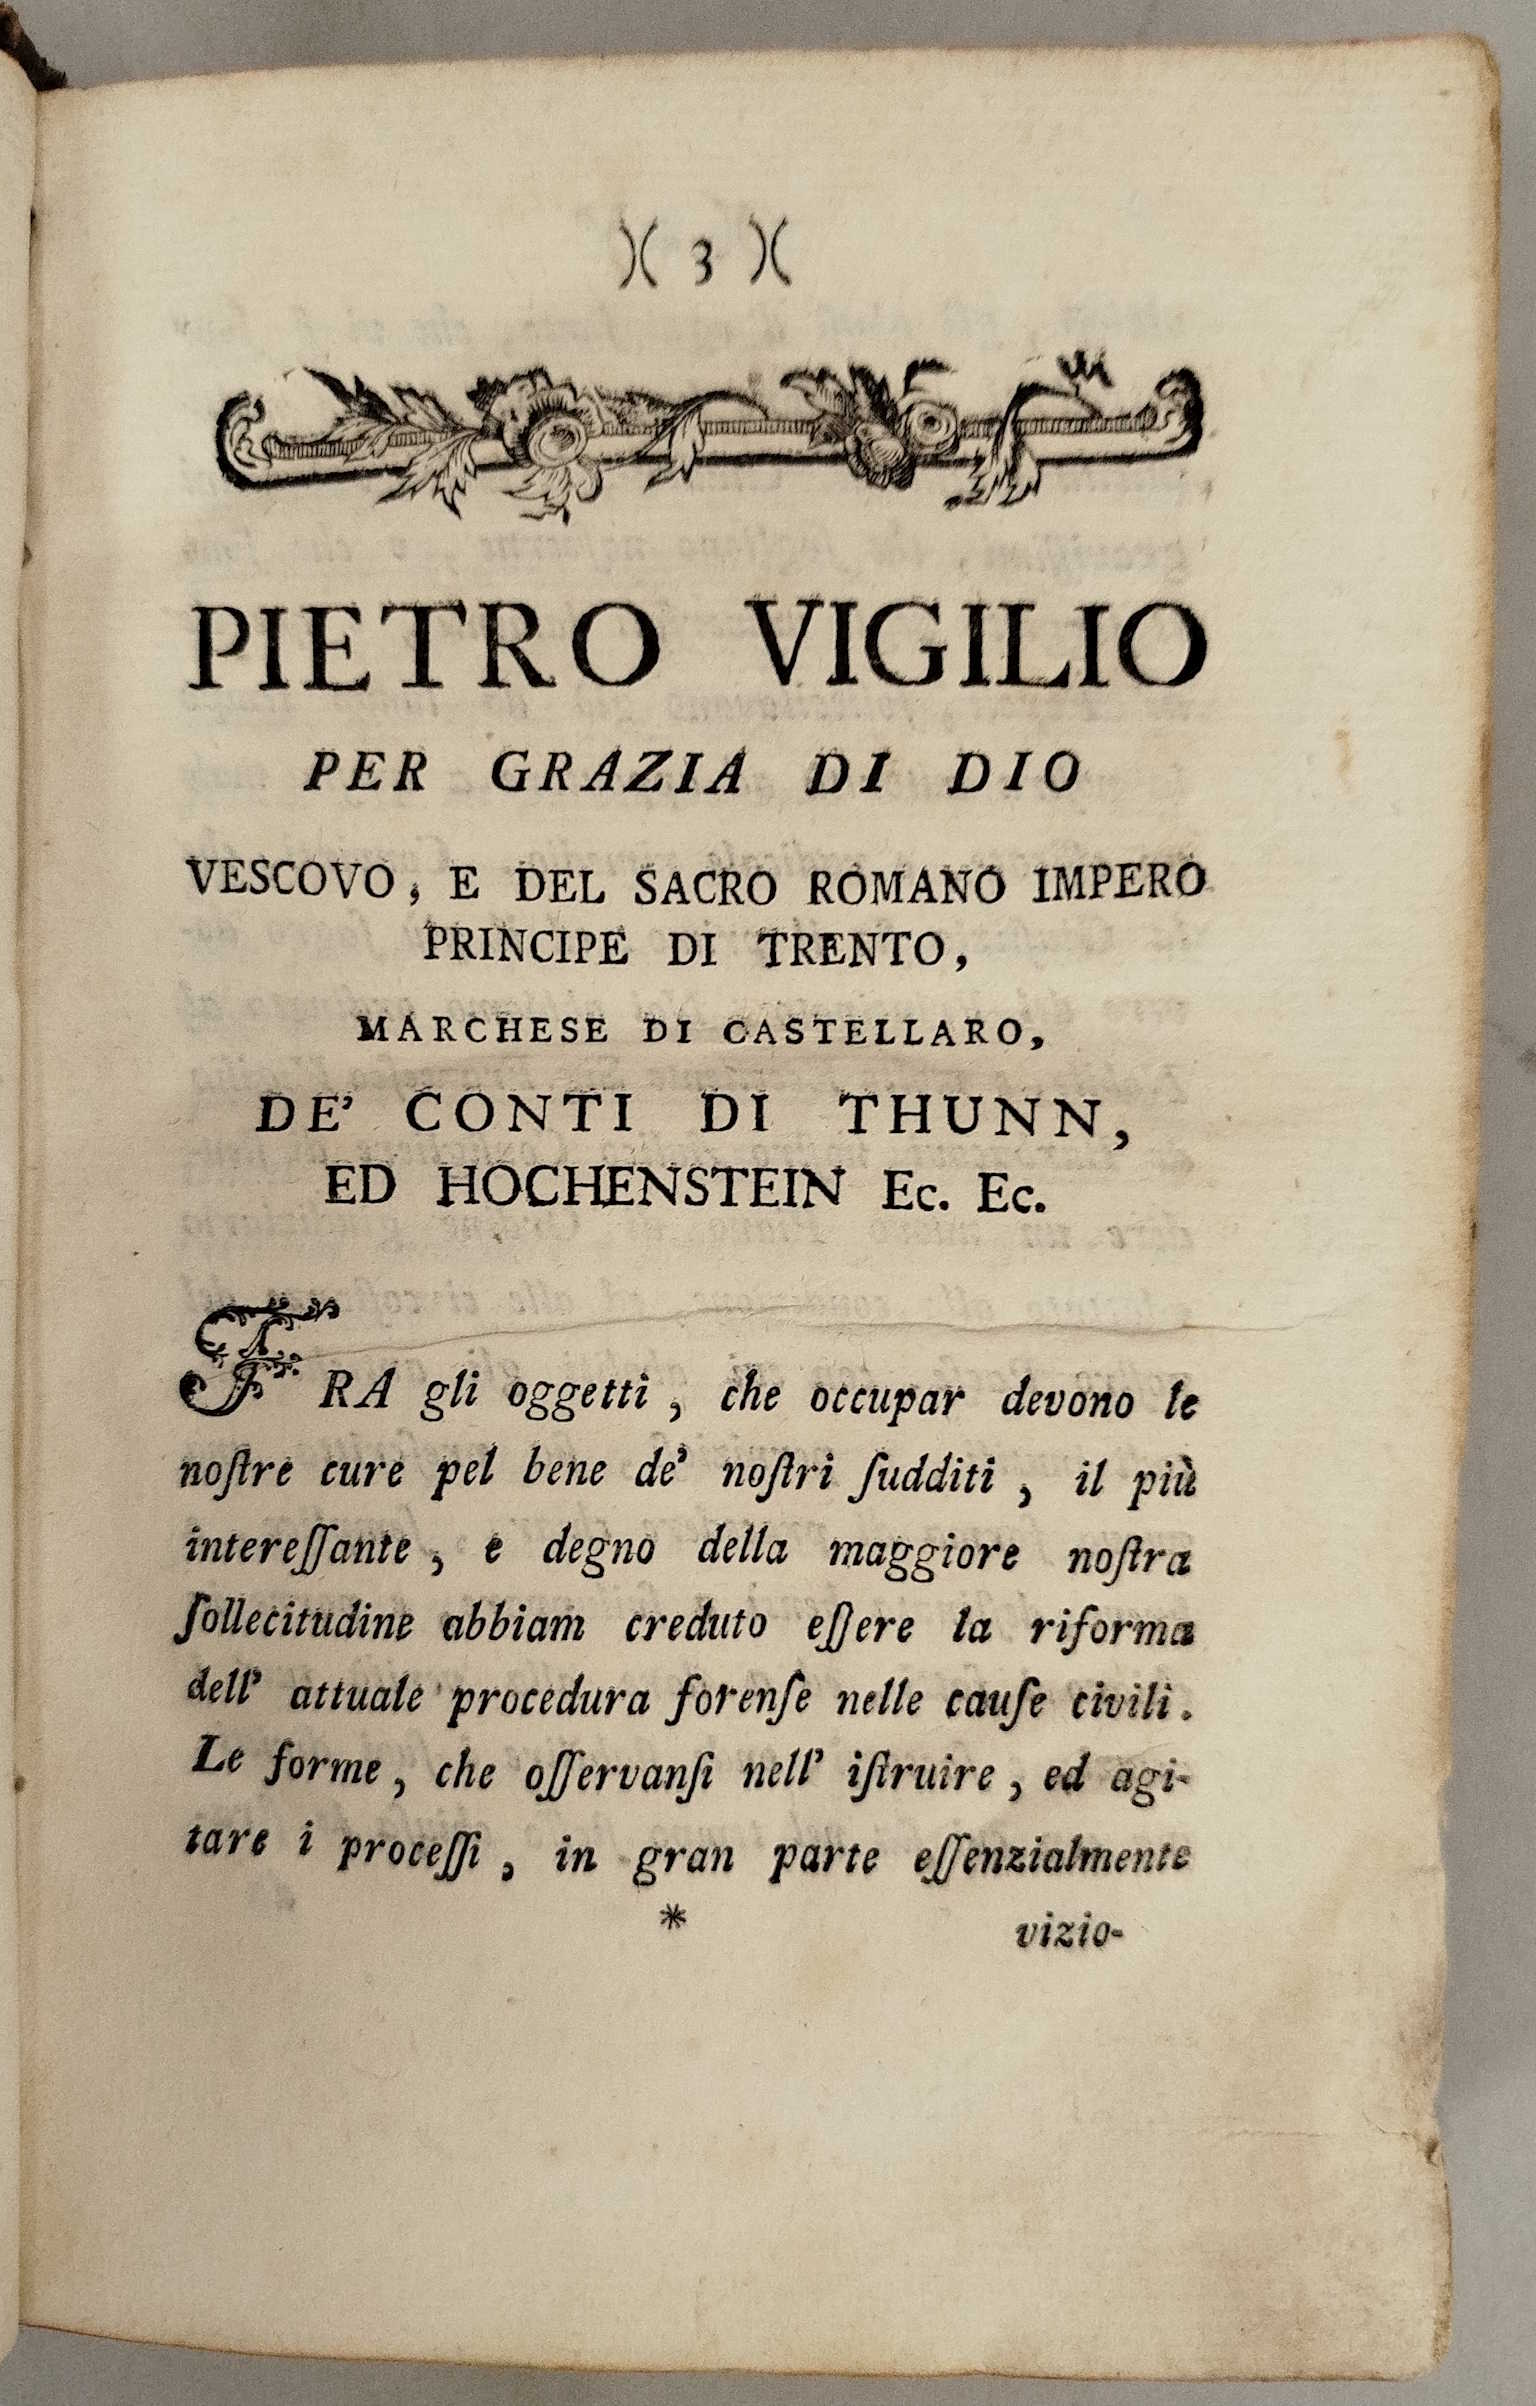 )( 3 )(
PIETRO VIGILIO
PER GRAZIA DI DIO
VESCOVO, E DEL SACRO ROMANO IMPERO
PRINCIPE DI TRENTO,
MARCHESE DI CASTELLARO,
DE' CONTI DI THUNN,
ED HOCHENSTEIN Ec. Ec.
FRA gli oggetti, che occupar devono le
noſtre cure pel bene de' noſtri ſudditi, il più
intereſſante, e degno della maggiore noſtra
ſollecitudine abbiam creduto eſſere la riforma
dell' attuale procedura forenſe nelle cauſe civili.
Le forme, che oſſervanſi nell' iſtruire, ed agi-
tare i proceſſi, in gran parte eſſenzialmente
* vizio-